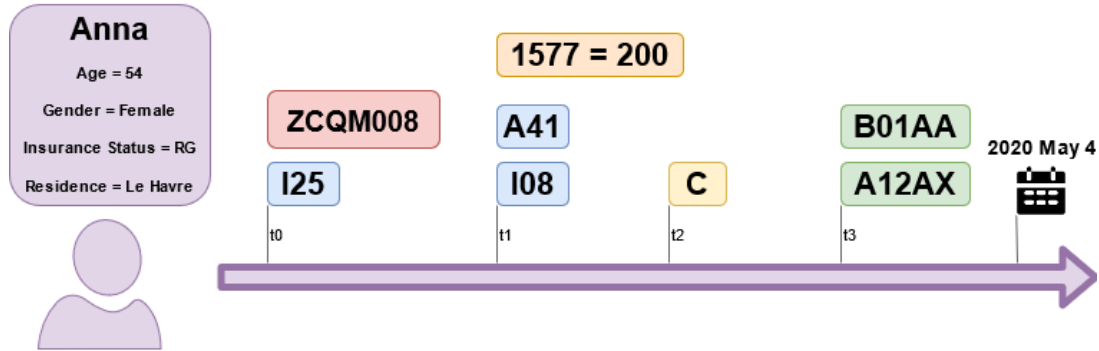 Anna
Age = 54
Gender = Female
Insurance Status = RG
Residence = Le Havre
1577 = 200
ZCQM008
A41
B01AA
2020 May 4
I25
I08
C
A12AX
t0
t1
t2
t3